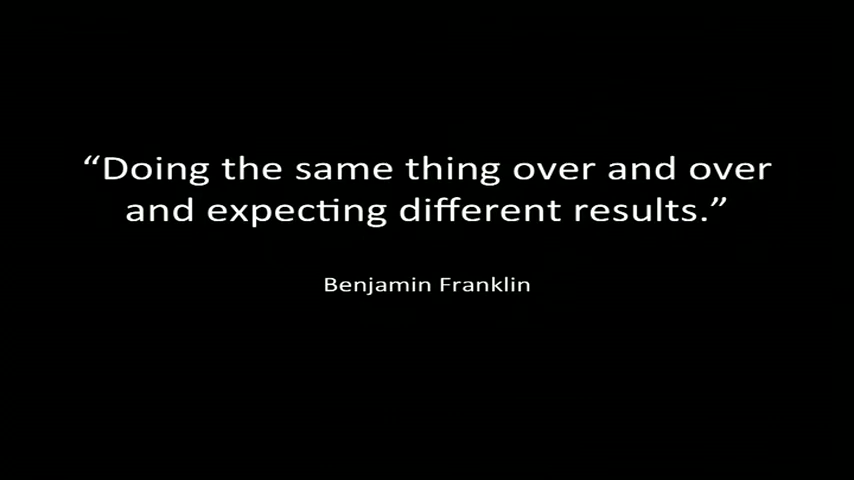 “Doing the same thing over and over
and expecting different results.”
Benjamin Franklin